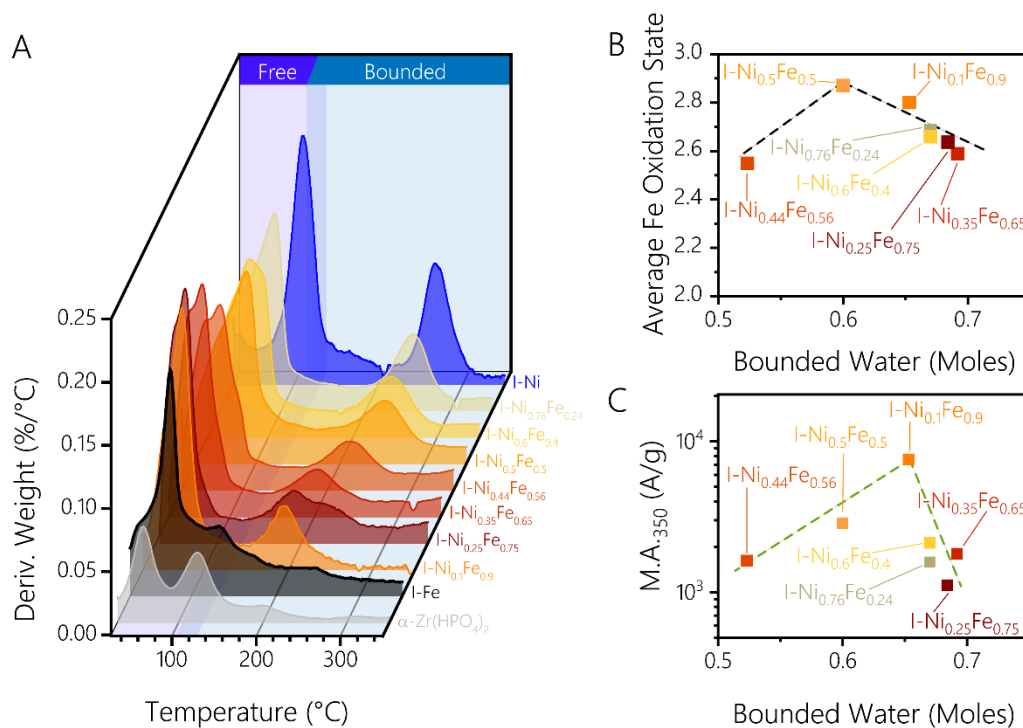 A
Free
Bounded
0.25
0.20
0.15
0.10
0.05
0.00
Deriv. Weight (%/°C)
100
200
300
Temperature (°C)
I-Ni
I-Ni0.76Fe0.24
I-Ni0.6Fe0.4
I-Ni0.5Fe0.5
I-Ni0.44Fe0.56
I-Ni0.35Fe0.65
I-Ni0.25Fe0.75
I-Ni0.1Fe0.9
I-Fe
α-Zr(HPO4)2
B
3.0
2.8
2.6
2.4
2.2
2.0
Average Fe Oxidation State
I-Ni0.5Fe0.5
I-Ni0.1Fe0.9
I-Ni0.76Fe0.24
I-Ni0.6Fe0.4
I-Ni0.44Fe0.56
I-Ni0.35Fe0.65
I-Ni0.25Fe0.75
0.5
0.6
0.7
Bounded Water (Moles)
C
10^4
10^3
M.A.350 (A/g)
I-Ni0.1Fe0.9
I-Ni0.5Fe0.5
I-Ni0.44Fe0.56
I-Ni0.35Fe0.65
I-Ni0.6Fe0.4
I-Ni0.76Fe0.24
I-Ni0.25Fe0.75
0.5
0.6
0.7
Bounded Water (Moles)